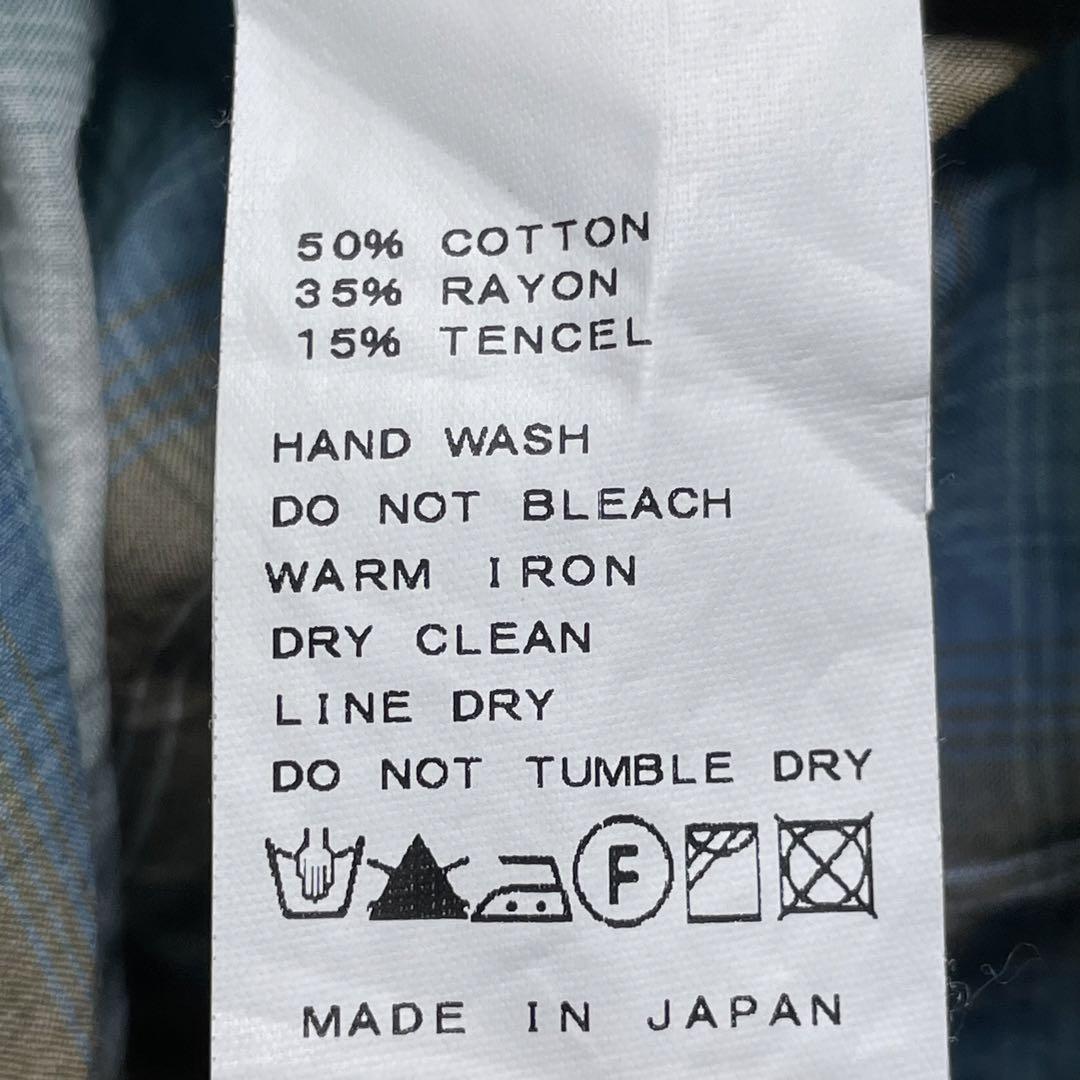 50% COTTON
35% RAYON
15% TENCEL
HAND WASH
DO NOT BLEACH
WARM IRON
DRY CLEAN
LINE DRY
DO NOT TUMBLE DRY
F
MADE IN JAPAN